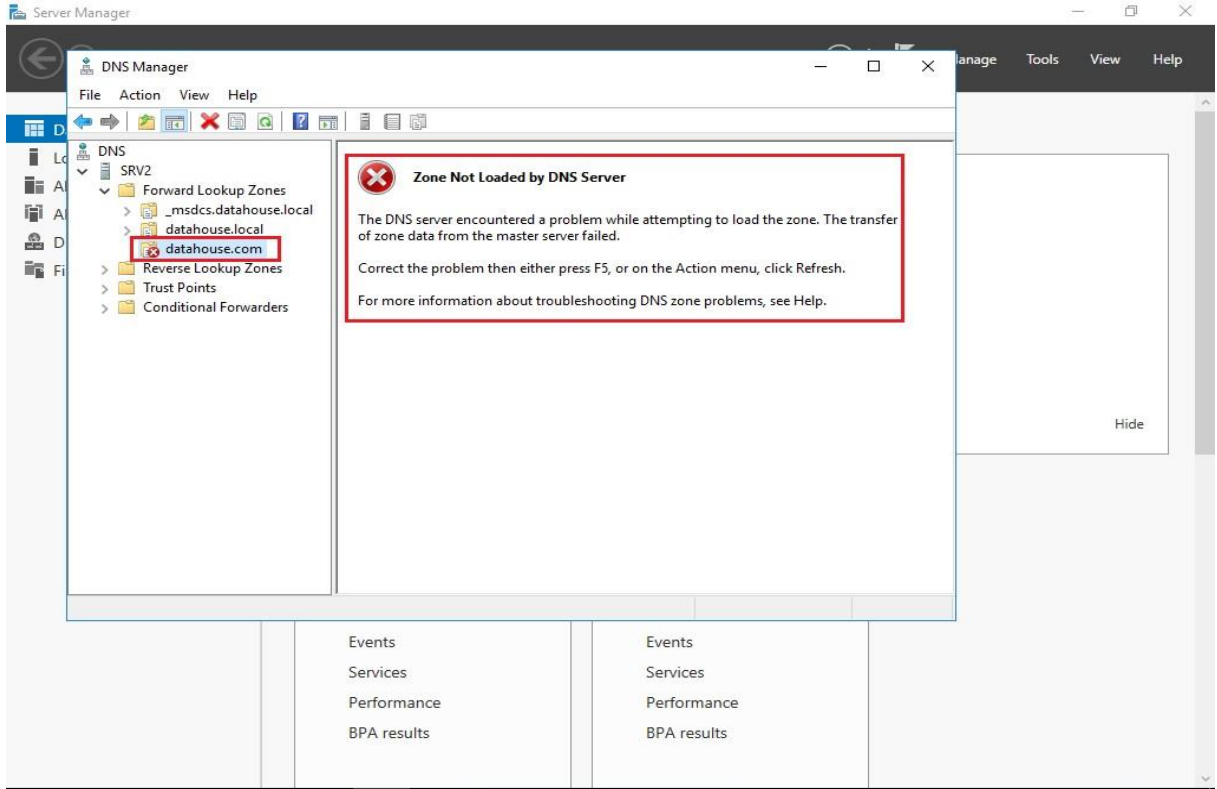 Server Manager
Manage Tools View Help
DNS Manager
File Action View Help
DNS
SRV2
Forward Lookup Zones
_msdcs.datahouse.local
datahouse.local
datahouse.com
Reverse Lookup Zones
Trust Points
Conditional Forwarders
Zone Not Loaded by DNS Server
The DNS server encountered a problem while attempting to load the zone. The transfer
of zone data from the master server failed.
Correct the problem then either press F5, or on the Action menu, click Refresh.
For more information about troubleshooting DNS zone problems, see Help.
Hide
Events
Services
Performance
BPA results
Events
Services
Performance
BPA results